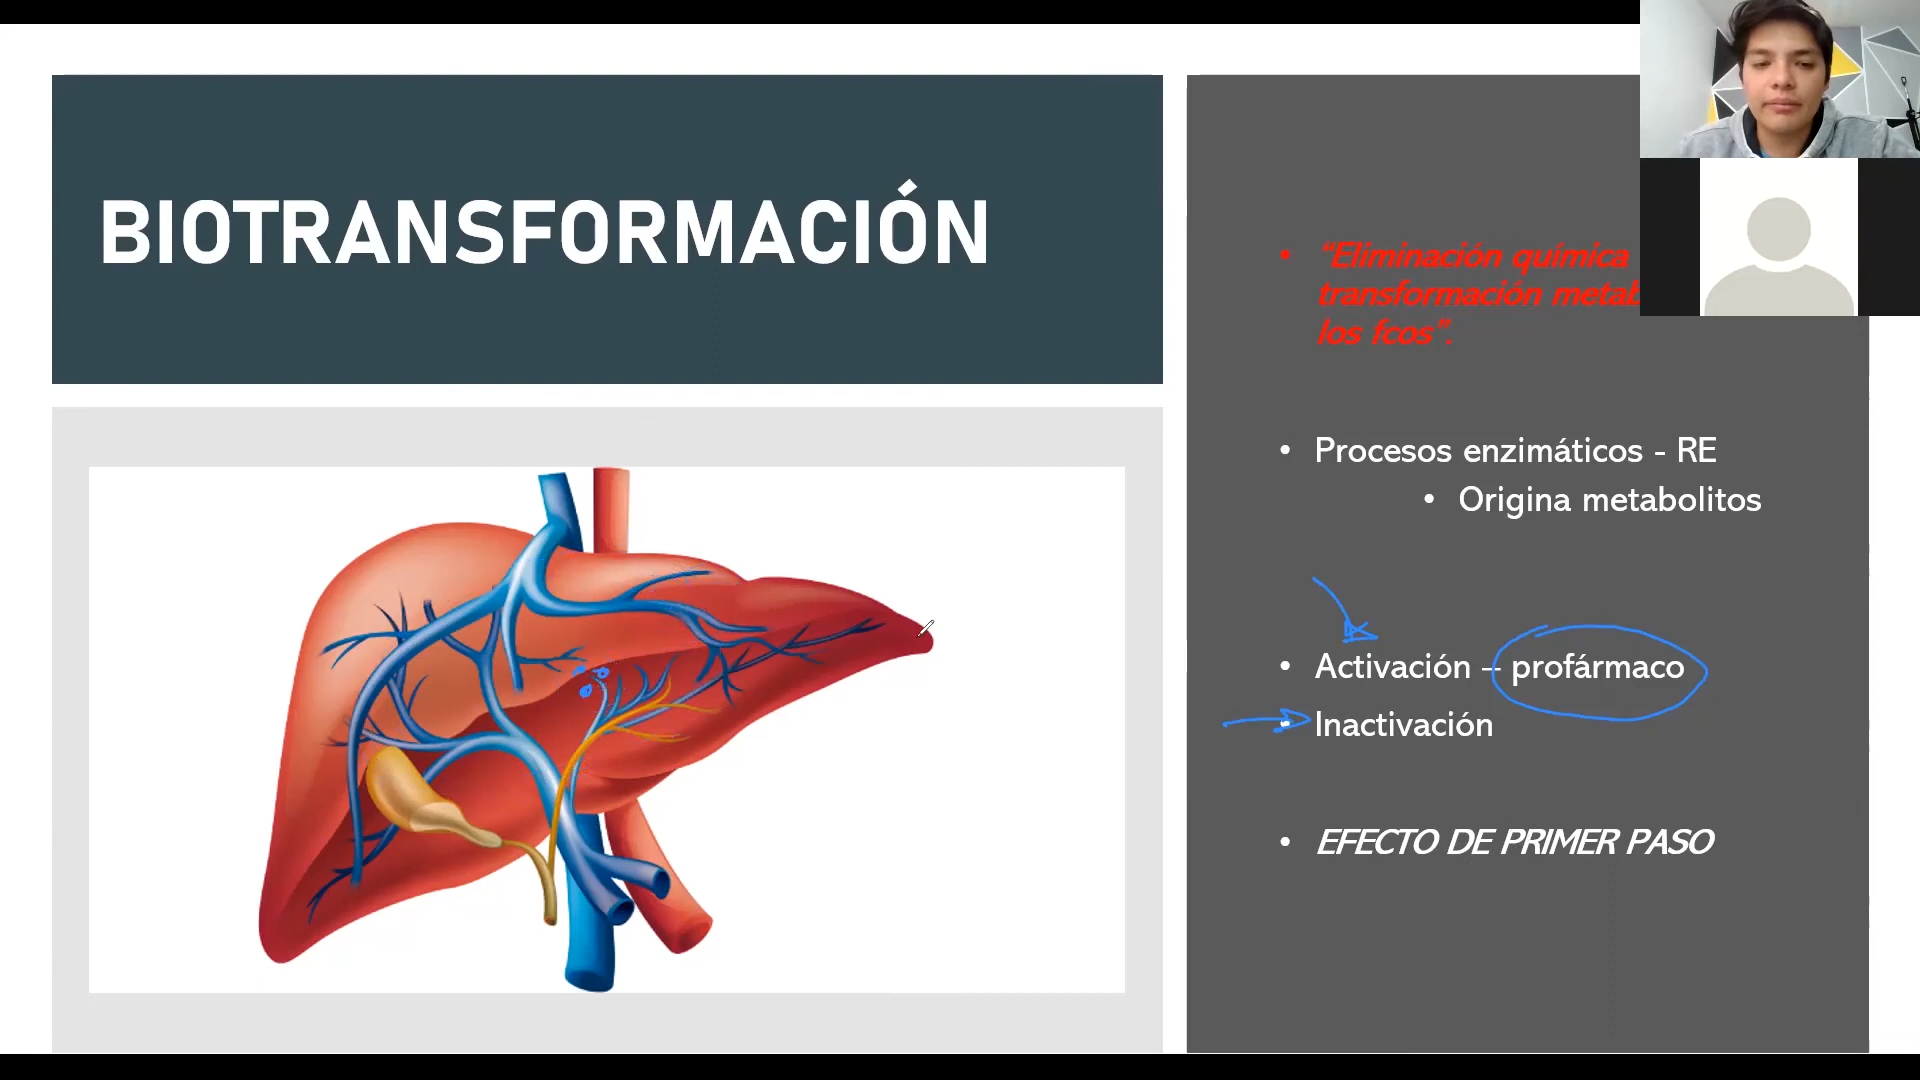 BIOTRANSFORMACIÓN
• “Eliminación química
transformación metab
los fcos”.
• Procesos enzimáticos - RE
• Origina metabolitos
• Activación – profármaco
• Inactivación
• EFECTO DE PRIMER PASO